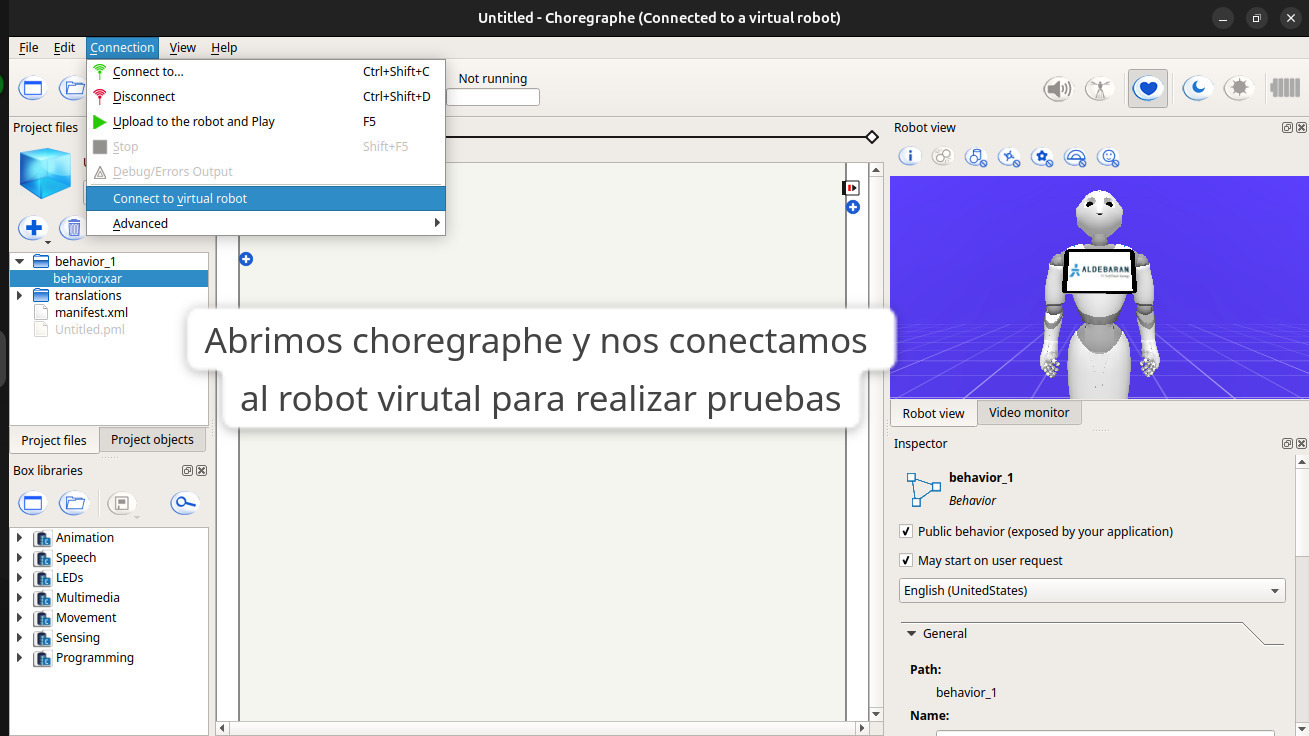 Untitled - Choregraphe (Connected to a virtual robot)
File Edit Connection View Help
Connect to... Ctrl+Shift+C
Disconnect Ctrl+Shift+D
Upload to the robot and Play F5
Stop Shift+F5
Debug/Errors Output
Connect to virtual robot
Advanced
Not running
Project files
behavior_1
behavior.xar
translations
manifest.xml
Untitled.pml
Project files Project objects
Box libraries
Animation
Speech
LEDs
Multimedia
Movement
Sensing
Programming
Abrimos choregraphe y nos conectamos
al robot virutal para realizar pruebas
Robot view
ALDEBARAN
Robot view Video monitor
Inspector
behavior_1
Behavior
Public behavior (exposed by your application)
May start on user request
English (UnitedStates)
General
Path:
behavior_1
Name: